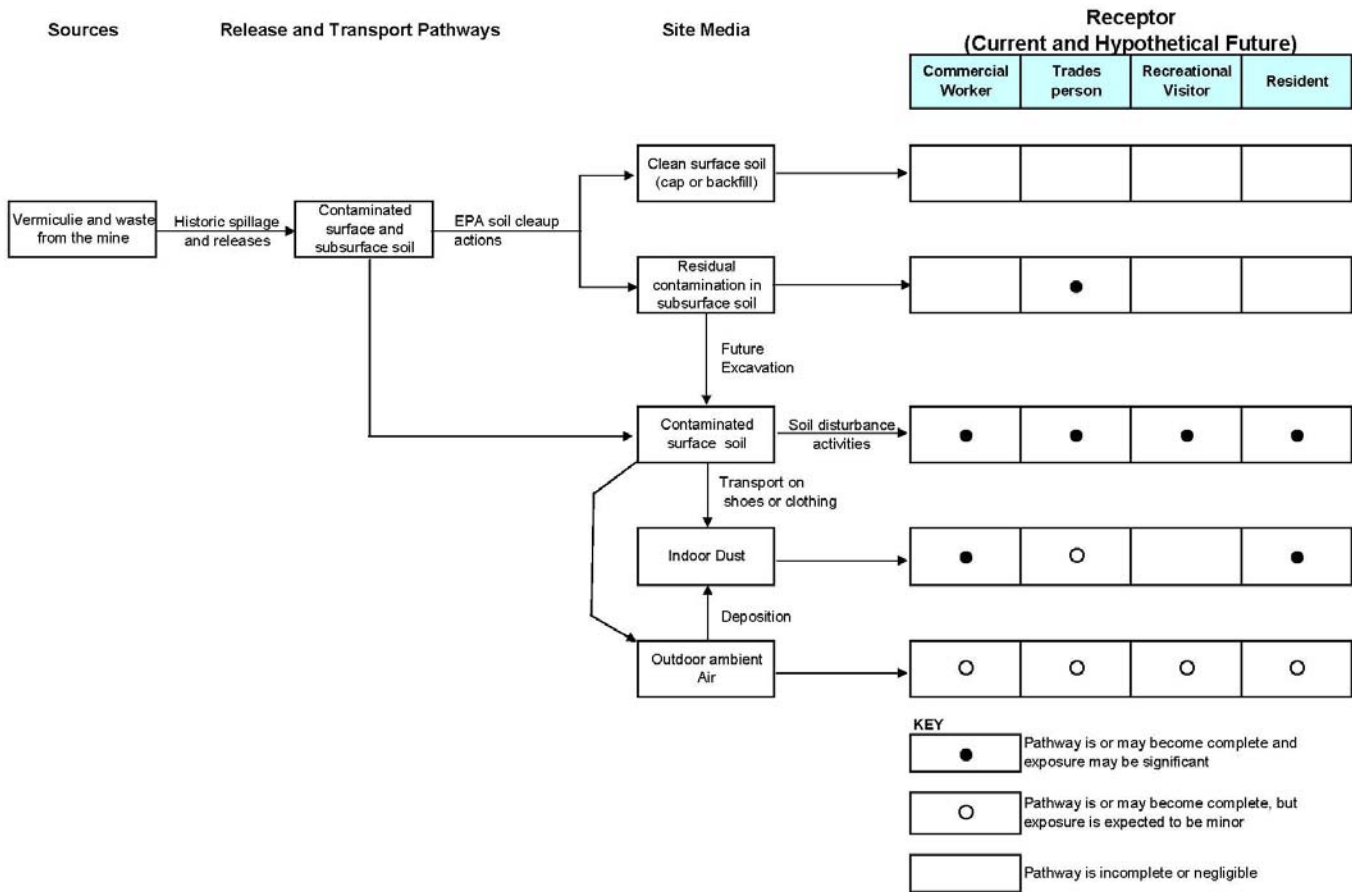 Sources
Release and Transport Pathways
Site Media
Receptor
(Current and Hypothetical Future)
Commercial
Worker
Trades
person
Recreational
Visitor
Resident
Clean surface soil
(cap or backfill)
Vermiculie and waste
from the mine
Historic spillage
and releases
Contaminated
surface and
subsurface soil
EPA soil cleanup
actions
Residual
contamination in
subsurface soil
Future
Excavation
Contaminated
surface soil
Soil disturbance
activities
Transport on
shoes or clothing
Indoor Dust
Deposition
Outdoor ambient
Air
KEY
Pathway is or may become complete and
exposure may be significant
Pathway is or may become complete, but
exposure is expected to be minor
Pathway is incomplete or negligible